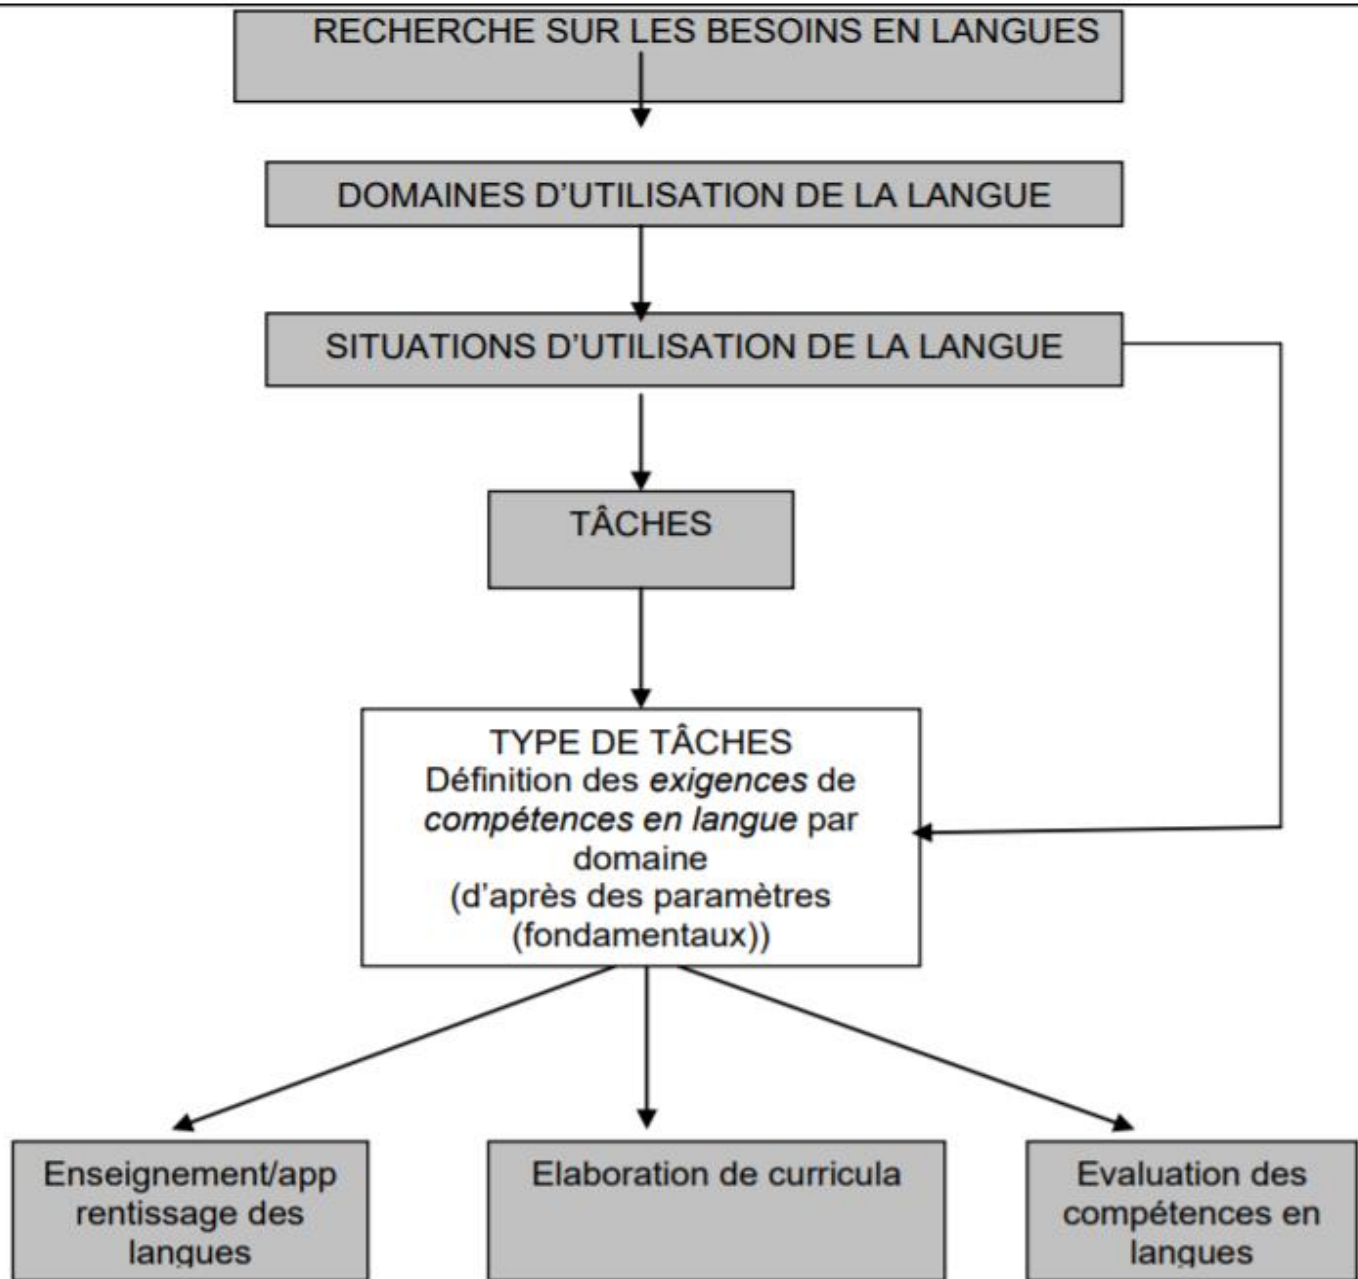 RECHERCHE SUR LES BESOINS EN LANGUES
DOMAINES D’UTILISATION DE LA LANGUE
SITUATIONS D’UTILISATION DE LA LANGUE
TÂCHES
TYPE DE TÂCHES
Définition des exigences de
compétences en langue par
domaine
(d’après des paramètres
(fondamentaux))
Enseignement/app
rentissage des
langues
Elaboration de curricula
Evaluation des
compétences en
langues